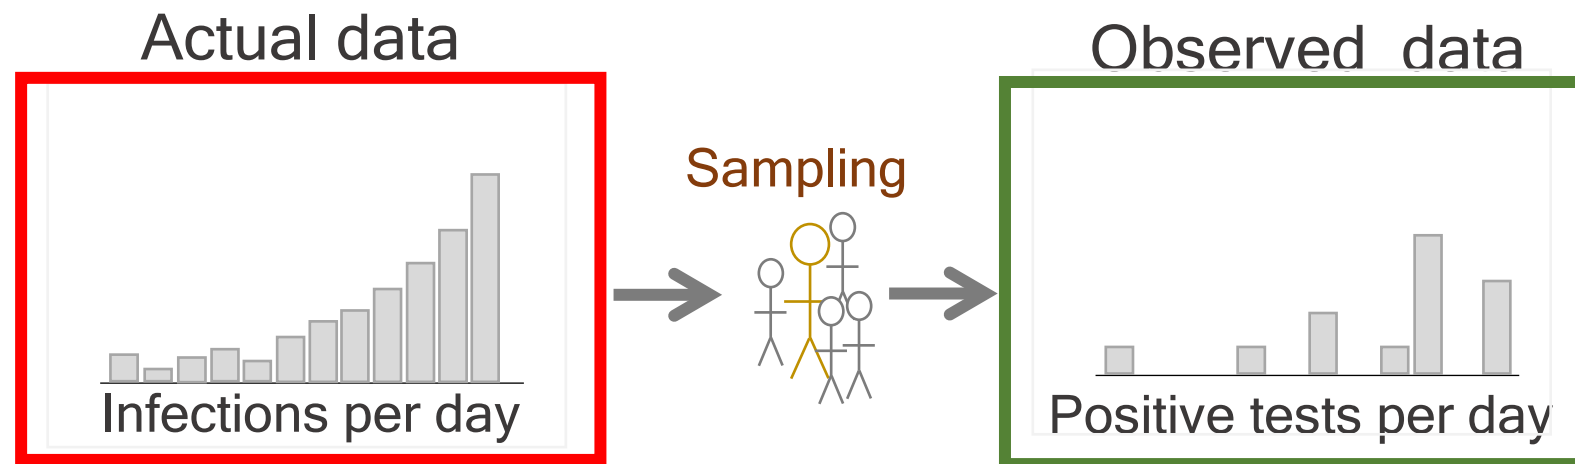 Actual data
Observed data
Sampling
Infections per day
Positive tests per day